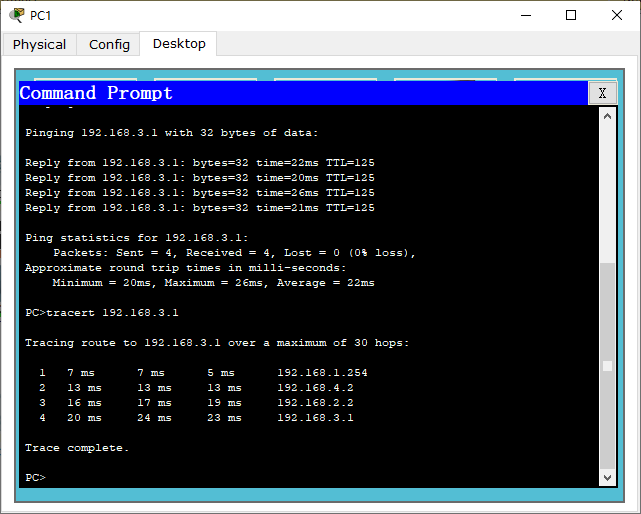 PC1
Physical Config Desktop
Command Prompt X
Pinging 192.168.3.1 with 32 bytes of data:
Reply from 192.168.3.1: bytes=32 time=22ms TTL=125
Reply from 192.168.3.1: bytes=32 time=20ms TTL=125
Reply from 192.168.3.1: bytes=32 time=26ms TTL=125
Reply from 192.168.3.1: bytes=32 time=21ms TTL=125
Ping statistics for 192.168.3.1:
Packets: Sent = 4, Received = 4, Lost = 0 (0% loss),
Approximate round trip times in milli-seconds:
Minimum = 20ms, Maximum = 26ms, Average = 22ms
PC>tracert 192.168.3.1
Tracing route to 192.168.3.1 over a maximum of 30 hops:
1 7 ms 7 ms 5 ms 192.168.1.254
2 13 ms 13 ms 13 ms 192.168.4.2
3 16 ms 17 ms 19 ms 192.168.2.2
4 20 ms 24 ms 23 ms 192.168.3.1
Trace complete.
PC>